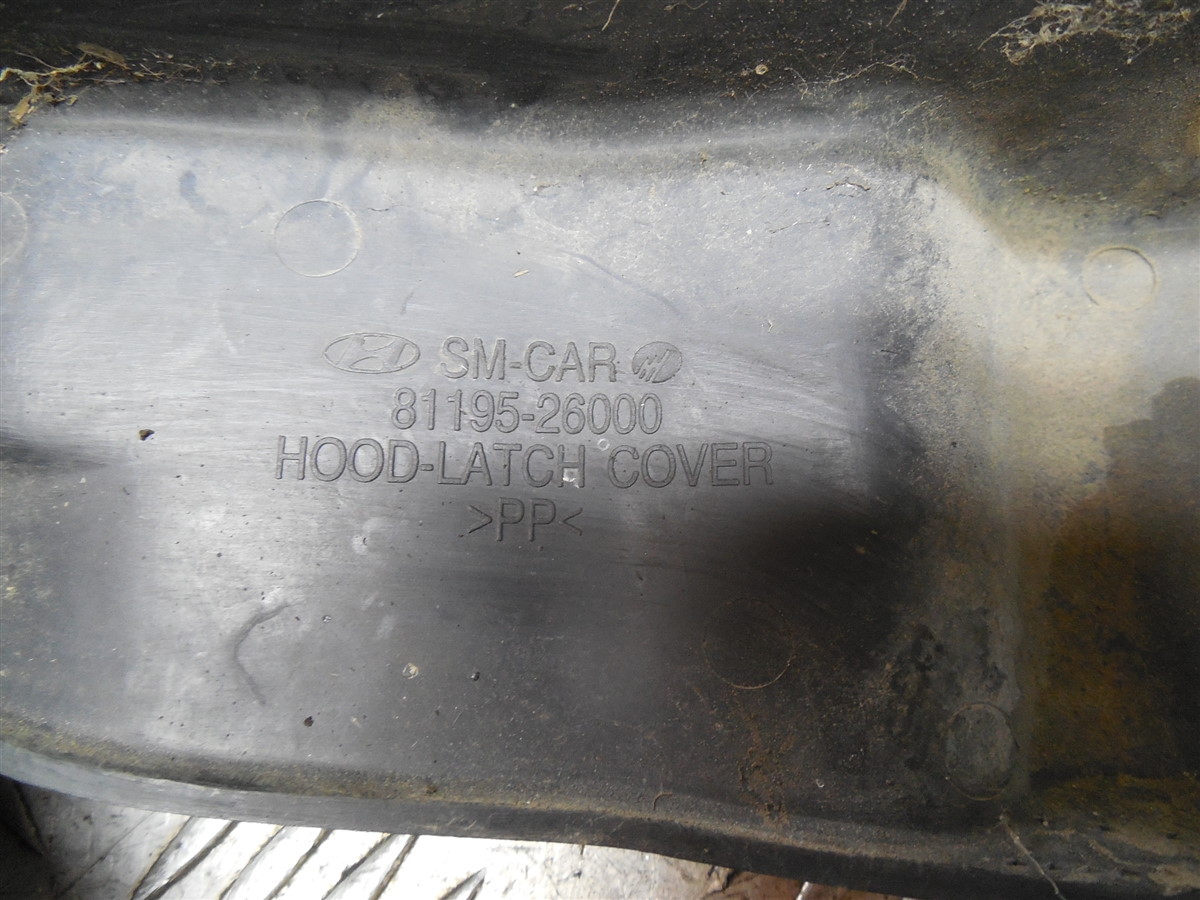 SM-CAR
81195-26000
HOOD-LATCH COVER
>PP<